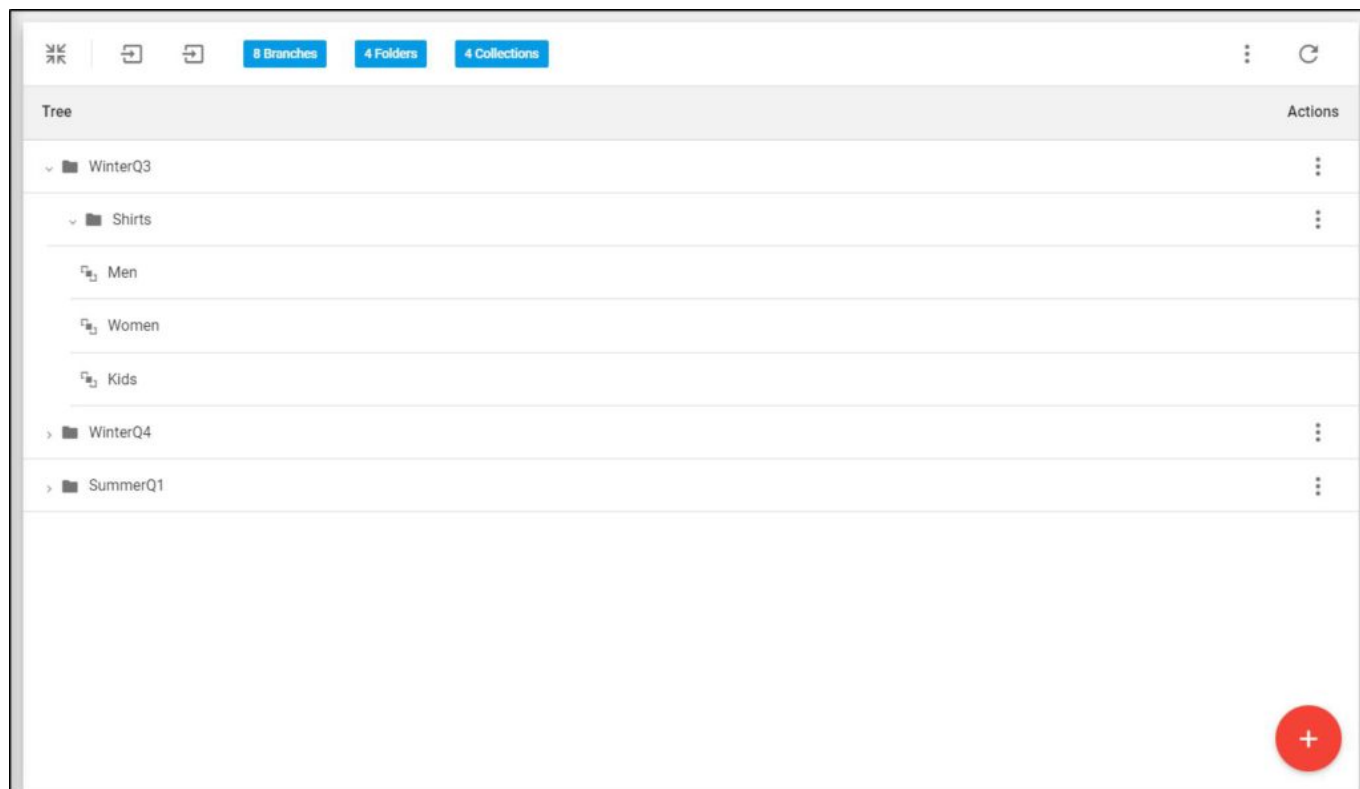 8 Branches 4 Folders 4 Collections
Tree Actions
WinterQ3
Shirts
Men
Women
Kids
WinterQ4
SummerQ1